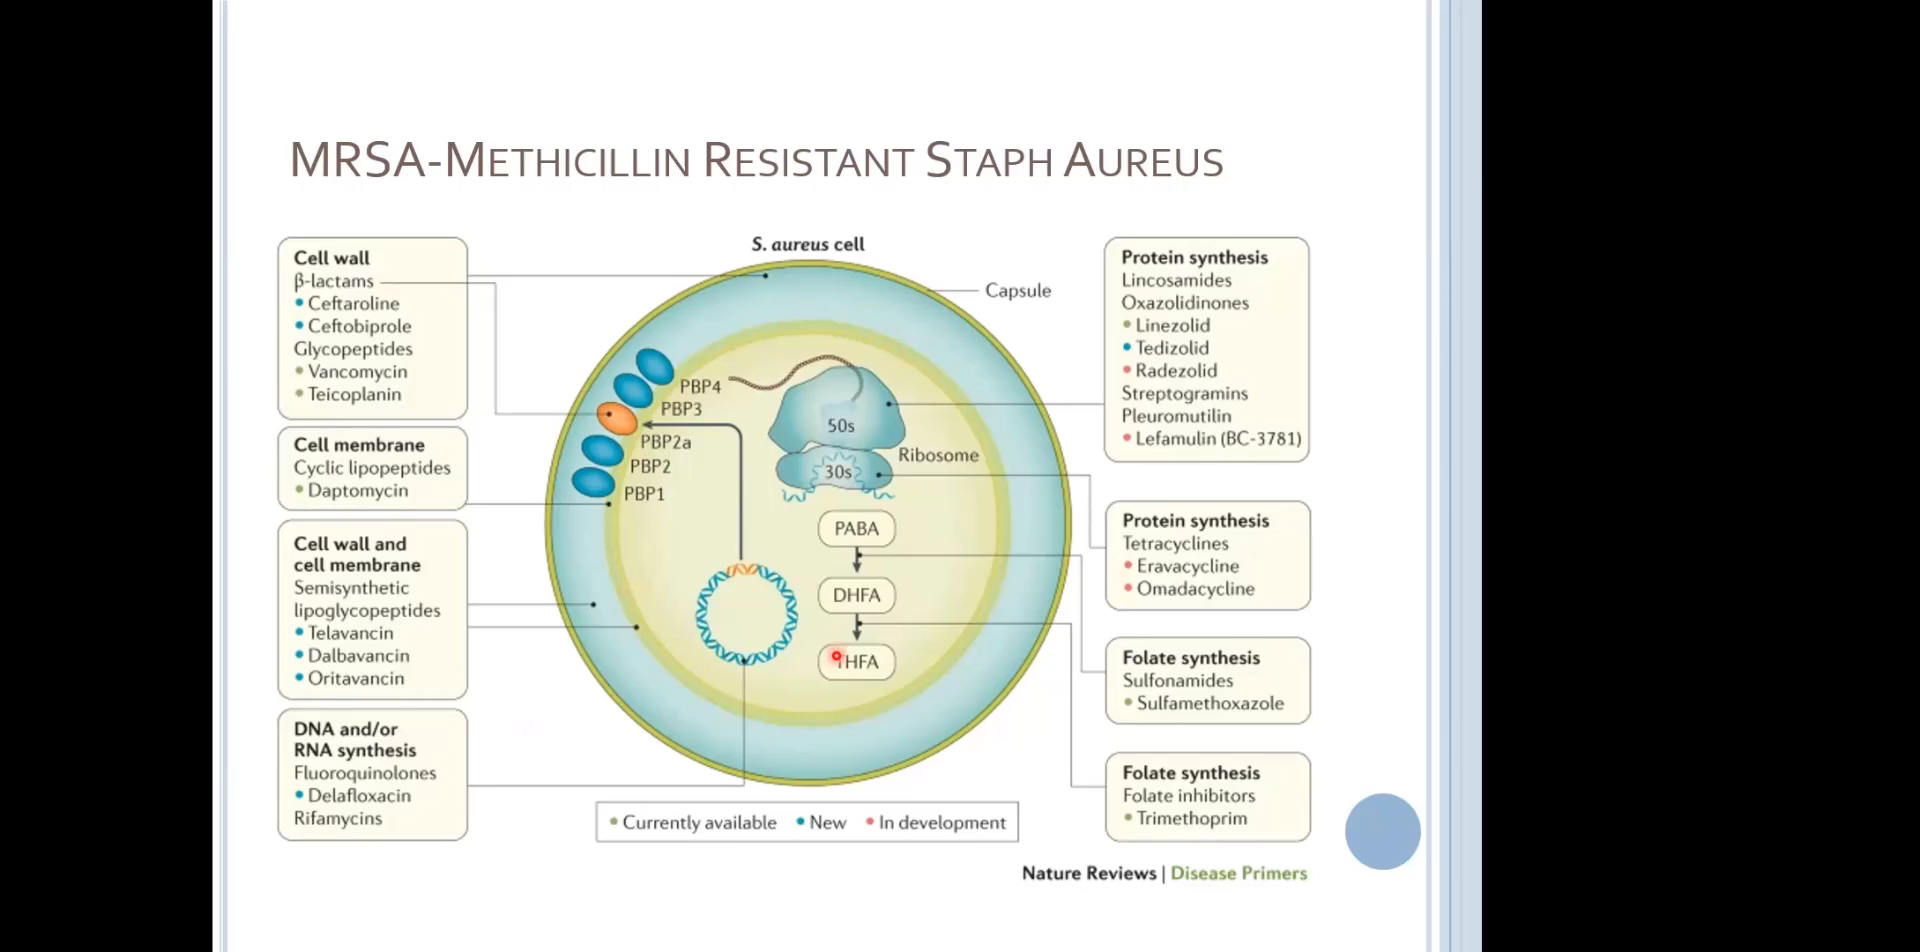 MRSA-METHICILLIN RESISTANT STAPH AUREUS
Cell wall
β-lactams
• Ceftaroline
• Ceftobiprole
Glycopeptides
• Vancomycin
• Teicoplanin
Cell membrane
Cyclic lipopeptides
• Daptomycin
Cell wall and
cell membrane
Semisynthetic
lipoglycopeptides
• Telavancin
• Dalbavancin
• Oritavancin
DNA and/or
RNA synthesis
Fluoroquinolones
• Delafloxacin
Rifamycins
S. aureus cell
Capsule
PBP4
PBP3
PBP2a
PBP2
PBP1
50s
Ribosome
30s
PABA
DHFA
THFA
• Currently available • New • In development
Protein synthesis
Lincosamides
Oxazolidinones
• Linezolid
• Tedizolid
• Radezolid
Streptogramins
Pleuromutilin
• Lefamulin (BC-3781)
Protein synthesis
Tetracyclines
• Eravacycline
• Omadacycline
Folate synthesis
Sulfonamides
• Sulfamethoxazole
Folate synthesis
Folate inhibitors
• Trimethoprim
Nature Reviews | Disease Primers